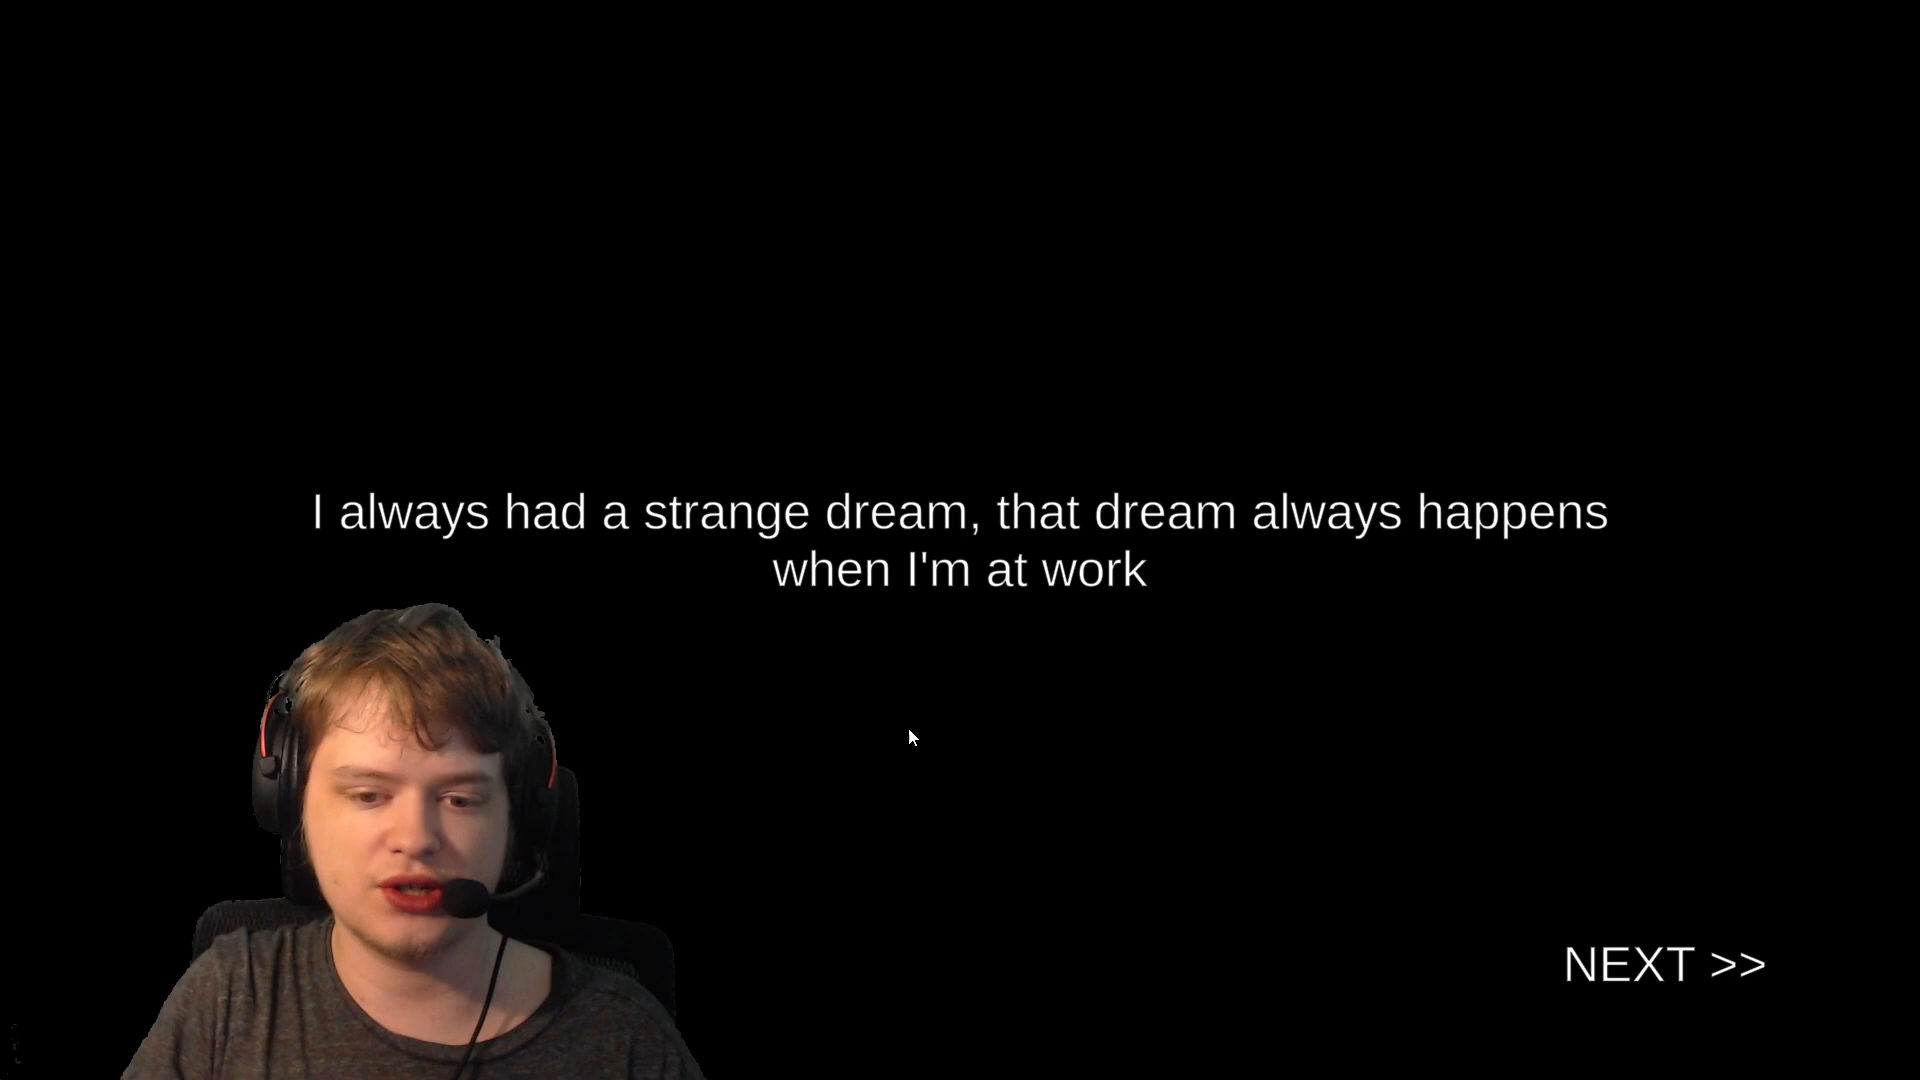 I always had a strange dream, that dream always happens
when I'm at work
NEXT >>